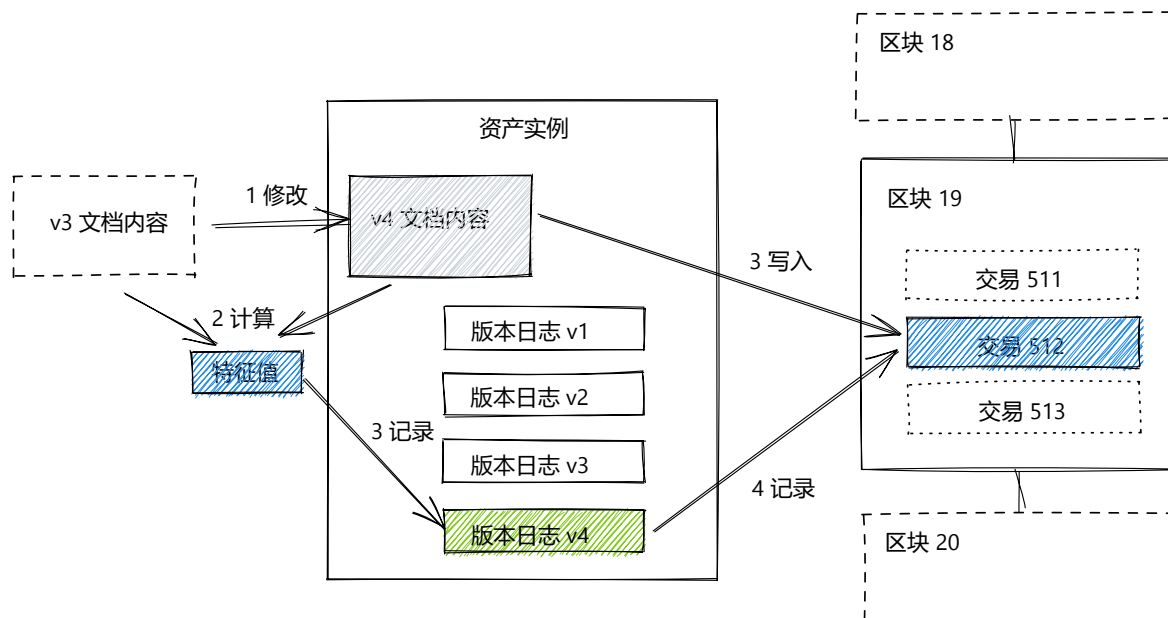 区块 18
资产实例
v3 文档内容
1 修改
v4 文档内容
区块 19
3 写入
交易 511
2 计算
版本日志 v1
交易 512
特征值
版本日志 v2
交易 513
3 记录
版本日志 v3
4 记录
版本日志 v4
区块 20